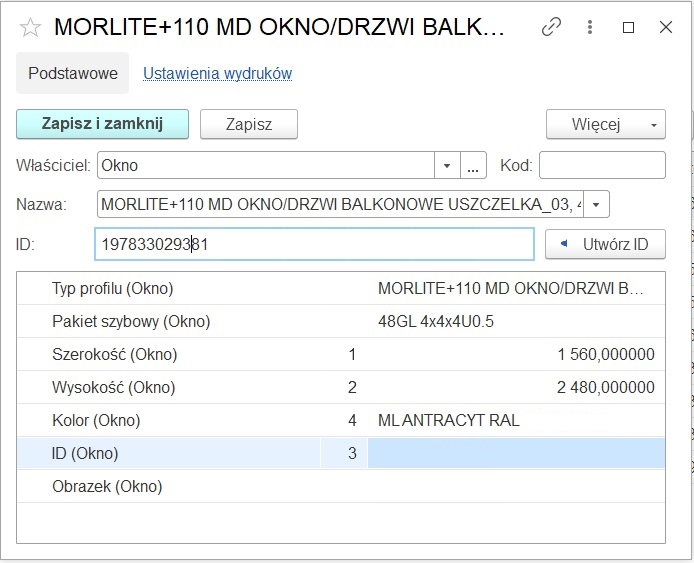 MORLITE+110 MD OKNO/DRZWI BALK...
Podstawowe Ustawienia wydruków
Zapisz i zamknij Zapisz Więcej
Właściciel: Okno ... Kod:
Nazwa: MORLITE+110 MD OKNO/DRZWI BALKONOWE USZCZELKA_03,
ID: 197833029381 Utwórz ID
Typ profilu (Okno) MORLITE+110 MD OKNO/DRZWI B...
Pakiet szybowy (Okno) 48GL 4x4x4U0.5
Szerokość (Okno) 1 1 560,000000
Wysokość (Okno) 2 2 480,000000
Kolor (Okno) 4 ML ANTRACYT RAL
ID (Okno) 3
Obrazek (Okno)